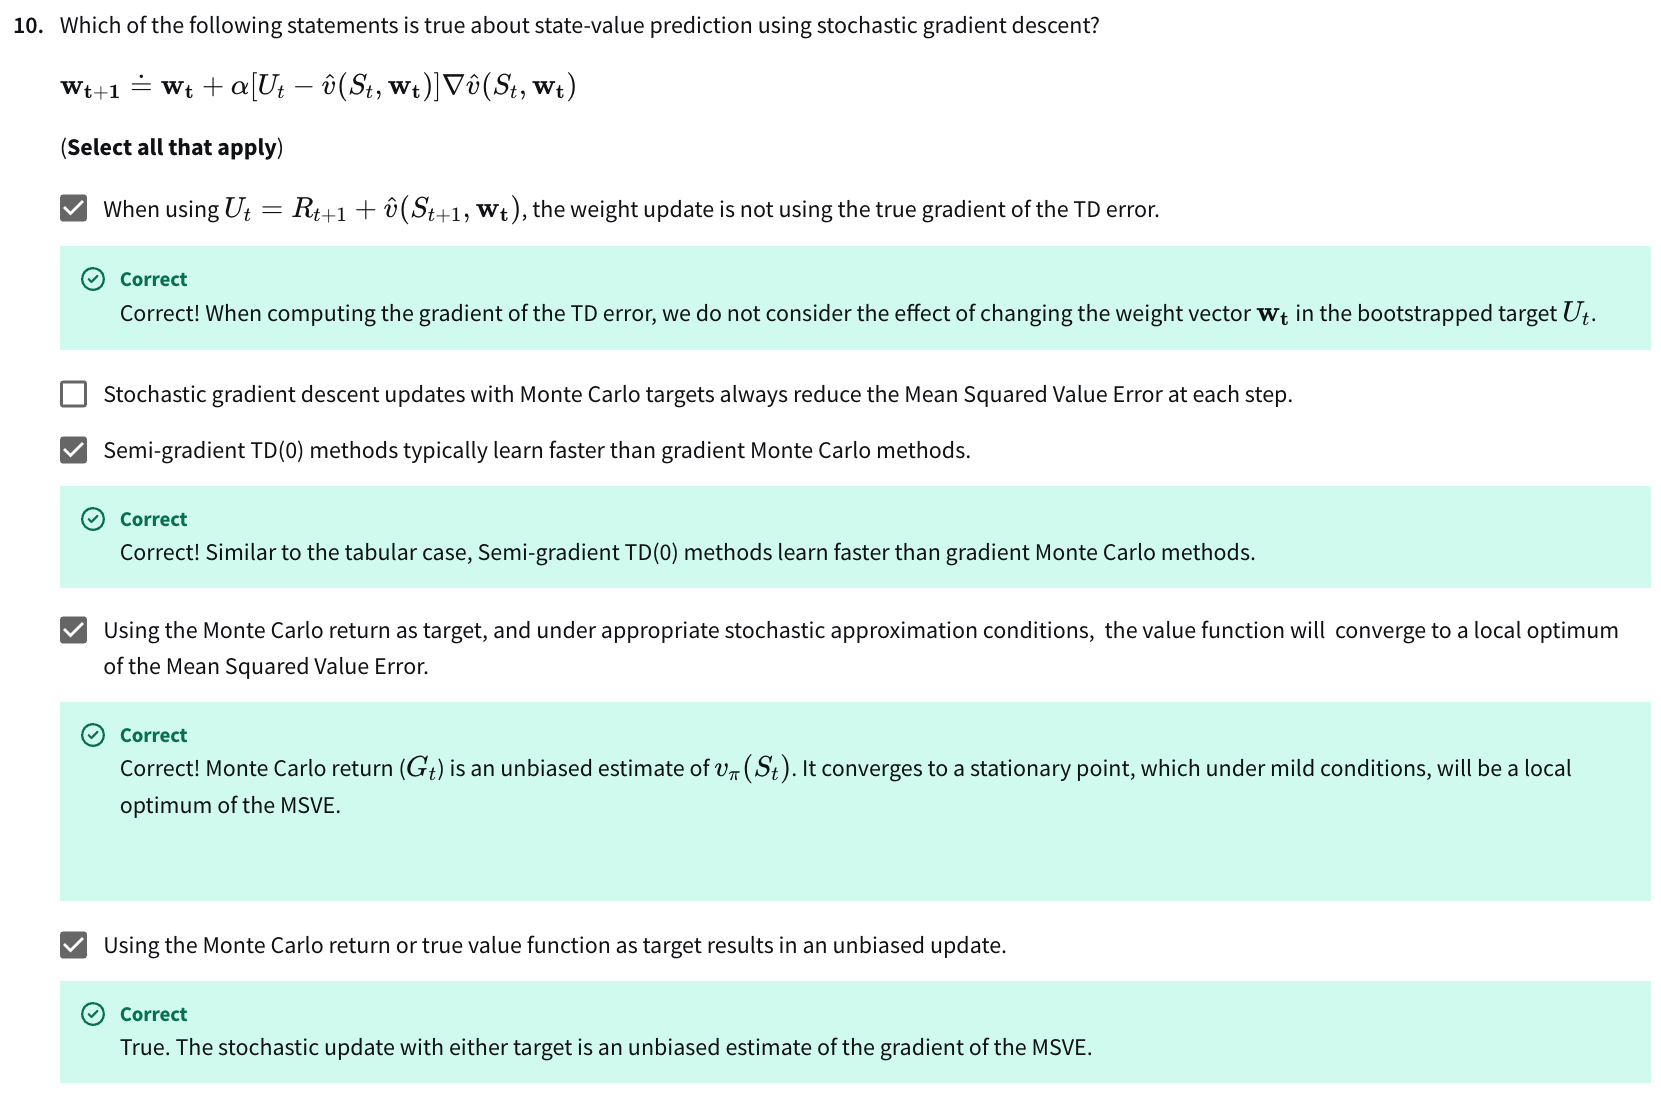 10. Which of the following statements is true about state-value prediction using stochastic gradient descent?
$\mathbf{w_{t+1}} \doteq \mathbf{w_t} + \alpha[U_t - \hat{v}(S_t, \mathbf{w_t})]\nabla\hat{v}(S_t, \mathbf{w_t})$
(Select all that apply)
When using $U_t = R_{t+1} + \hat{v}(S_{t+1}, \mathbf{w_t})$, the weight update is not using the true gradient of the TD error.
Correct
Correct! When computing the gradient of the TD error, we do not consider the effect of changing the weight vector $\mathbf{w_t}$ in the bootstrapped target $U_t$.
Stochastic gradient descent updates with Monte Carlo targets always reduce the Mean Squared Value Error at each step.
Semi-gradient TD(0) methods typically learn faster than gradient Monte Carlo methods.
Correct
Correct! Similar to the tabular case, Semi-gradient TD(0) methods learn faster than gradient Monte Carlo methods.
Using the Monte Carlo return as target, and under appropriate stochastic approximation conditions, the value function will converge to a local optimum
of the Mean Squared Value Error.
Correct
Correct! Monte Carlo return ($G_t$) is an unbiased estimate of $v_\pi(S_t)$. It converges to a stationary point, which under mild conditions, will be a local
optimum of the MSVE.
Using the Monte Carlo return or true value function as target results in an unbiased update.
Correct
True. The stochastic update with either target is an unbiased estimate of the gradient of the MSVE.